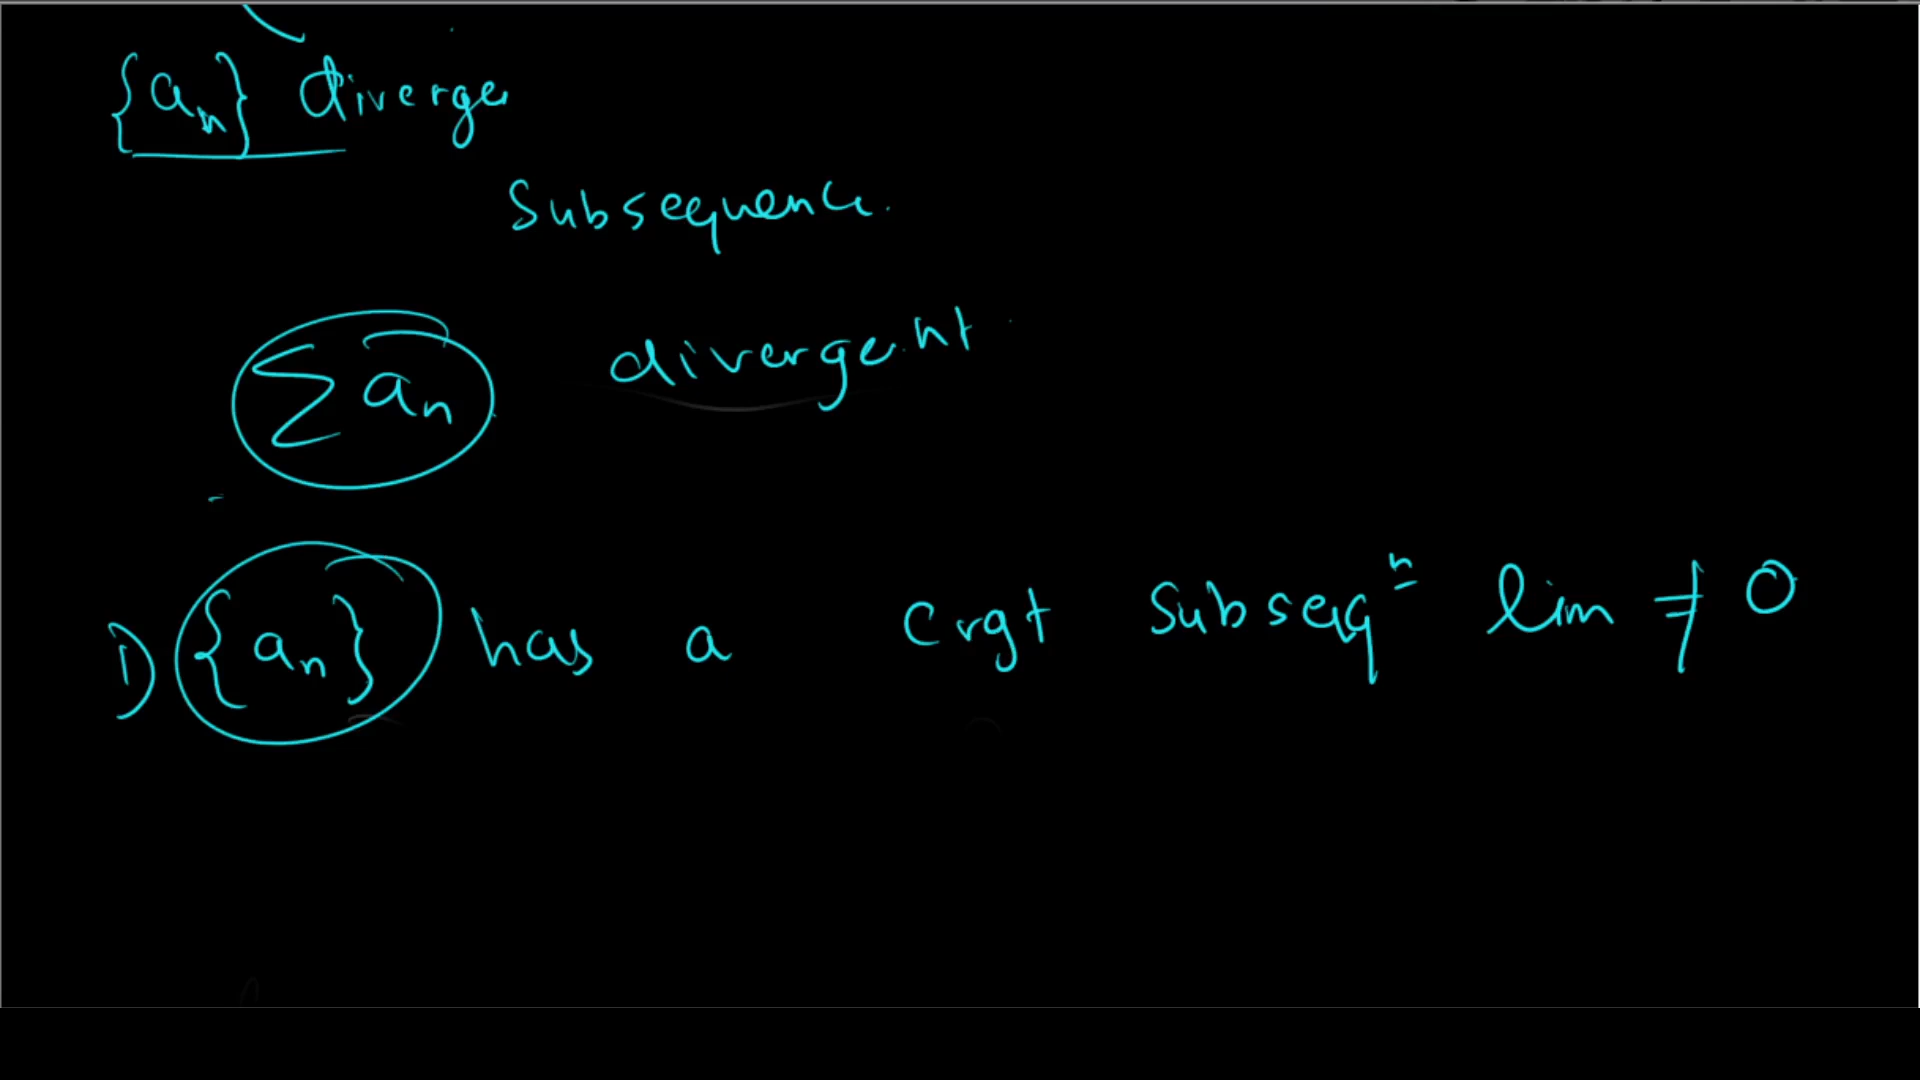 {aₙ} diverge
Subsequence.
∑ aₙ divergent.
1) {aₙ} has a crgt subseqⁿ lim ≠ 0